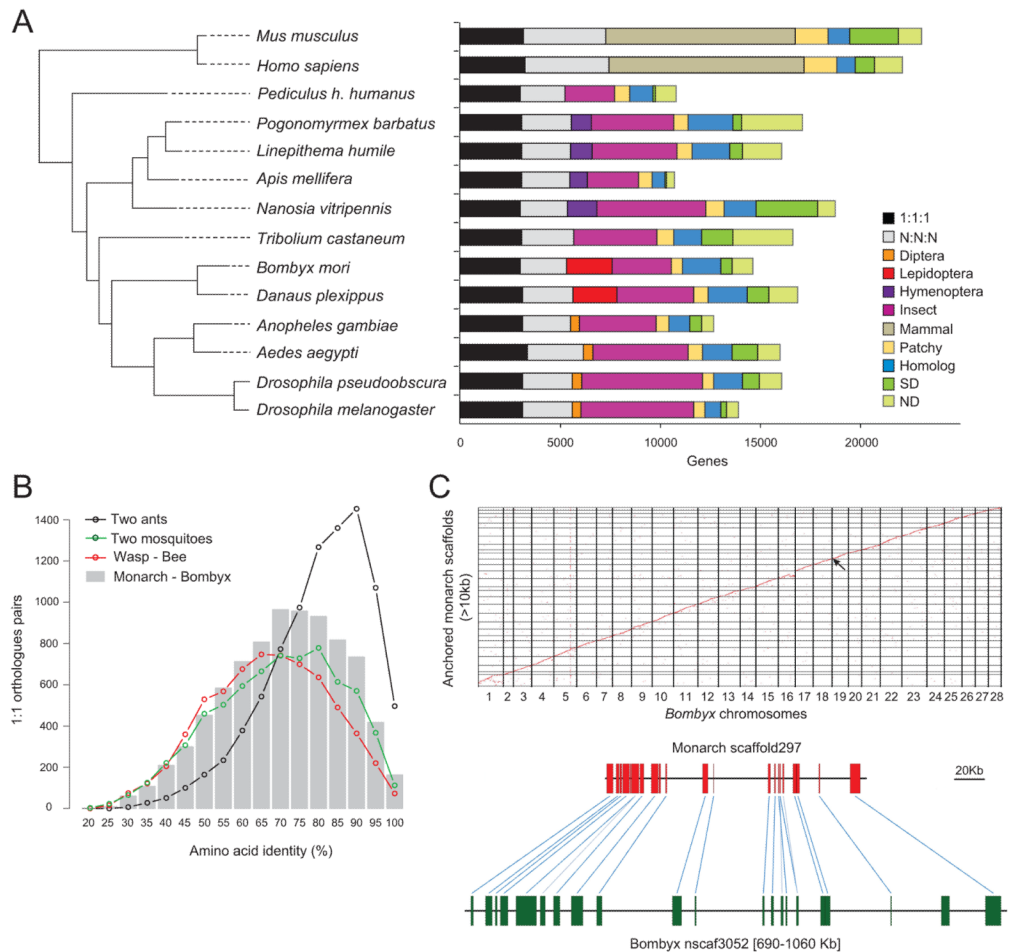 A
Mus musculus
Homo sapiens
Pediculus h. humanus
Pogonomyrmex barbatus
Linepithema humile
Apis mellifera
Nanosia vitripennis
Tribolium castaneum
Bombyx mori
Danaus plexippus
Anopheles gambiae
Aedes aegypti
Drosophila pseudoobscura
Drosophila melanogaster
1:1:1
N:N:N
Diptera
Lepidoptera
Hymenoptera
Insect
Mammal
Patchy
Homolog
SD
ND
0 5000 10000 15000 20000
Genes
B
Two ants
Two mosquitoes
Wasp - Bee
Monarch - Bombyx
1400
1200
1000
800
600
400
200
0
1:1 orthologues pairs
20 25 30 35 40 45 50 55 60 65 70 75 80 85 90 95 100
Amino acid identity (%)
C
Anchored monarch scaffolds
(>10kb)
2 3 4 5 6 7 8 9 10 11 12 13 14 15 16 17 18 19 20 21 22 23 24 25 26 27 28
Bombyx chromosomes
Monarch scaffold297
20Kb
Bombyx nscaf3052 [690-1060 Kb]